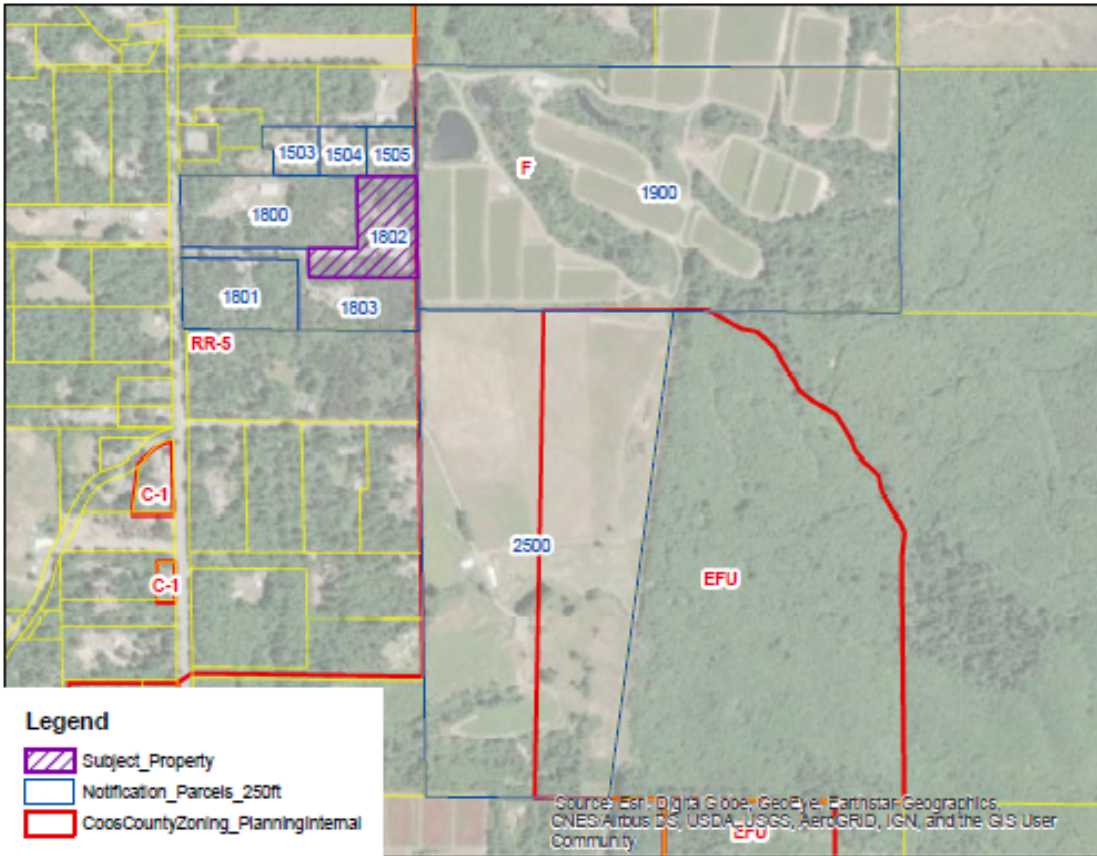 1503
1504
1505
F
1900
1800
1802
1801
1803
RR-5
C-1
2500
C-1
EFU
Legend
Subject_Property
Notification_Parcels_250ft
CoosCountyZoning_PlanningInternal
Source: Esri, DigitalGlobe, GeoEye, Earthstar Geographics,
CNES/Airbus DS, USDA, USGS, AeroGRID, IGN, and the GIS User
Community
EFU